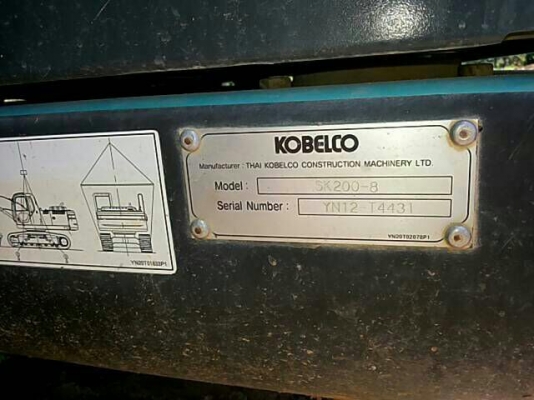 KOBELCO
Manufacturer : THAI KOBELCO CONSTRUCTION MACHINERY LTD.
Model : SK200-8
Serial Number : YN12-T4431